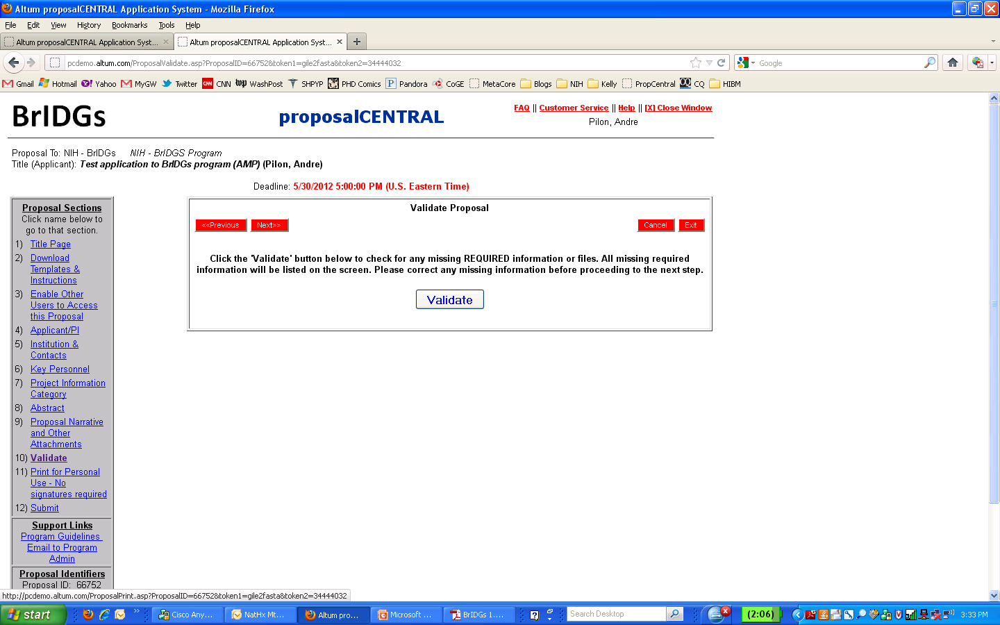 Altum proposalCENTRAL Application System - Mozilla Firefox
File Edit View History Bookmarks Tools Help
Altum proposalCENTRAL Application Syst... Altum proposalCENTRAL Application Syst...
pcdemo.altum.com/ProposalValidate.asp?ProposalID=66752&token1=gile2fasta&token2=34444032 Google
Gmail Hotmail Yahoo MyGW Twitter CNN WashPost SHPYP PHD Comics Pandora CoGE MetaCore Blogs NIH Kelly PropCentral CQ HIBM
BrIDGs
proposalCENTRAL
FAQ || Customer Service || Help || [X] Close Window
Pilon, Andre
Proposal To: NIH - BrIDGs NIH - BrIDGS Program
Title (Applicant): Test application to BrIDGs program (AMP) (Pilon, Andre)
Deadline: 5/30/2012 5:00:00 PM (U.S. Eastern Time)
Proposal Sections
Click name below to
go to that section.
1) Title Page
2) Download
Templates &
Instructions
3) Enable Other
Users to Access
this Proposal
4) Applicant/PI
5) Institution &
Contacts
6) Key Personnel
7) Project Information
Category
8) Abstract
9) Proposal Narrative
and Other
Attachments
10) Validate
11) Print for Personal
Use - No
signatures required
12) Submit
Support Links
Program Guidelines
Email to Program
Admin
Proposal Identifiers
Proposal ID: 66752
Validate Proposal
<<Previous Next>> Cancel Exit
Click the 'Validate' button below to check for any missing REQUIRED information or files. All missing required
information will be listed on the screen. Please correct any missing information before proceeding to the next step.
Validate
http://pcdemo.altum.com/ProposalPrint.asp?ProposalID=66752&token1=gile2fasta&token2=34444032
start Cisco Any... NatHx Mt... Altum pro... Microsoft ... BrIDGs 1.... Search Desktop (2:06) 3:33 PM